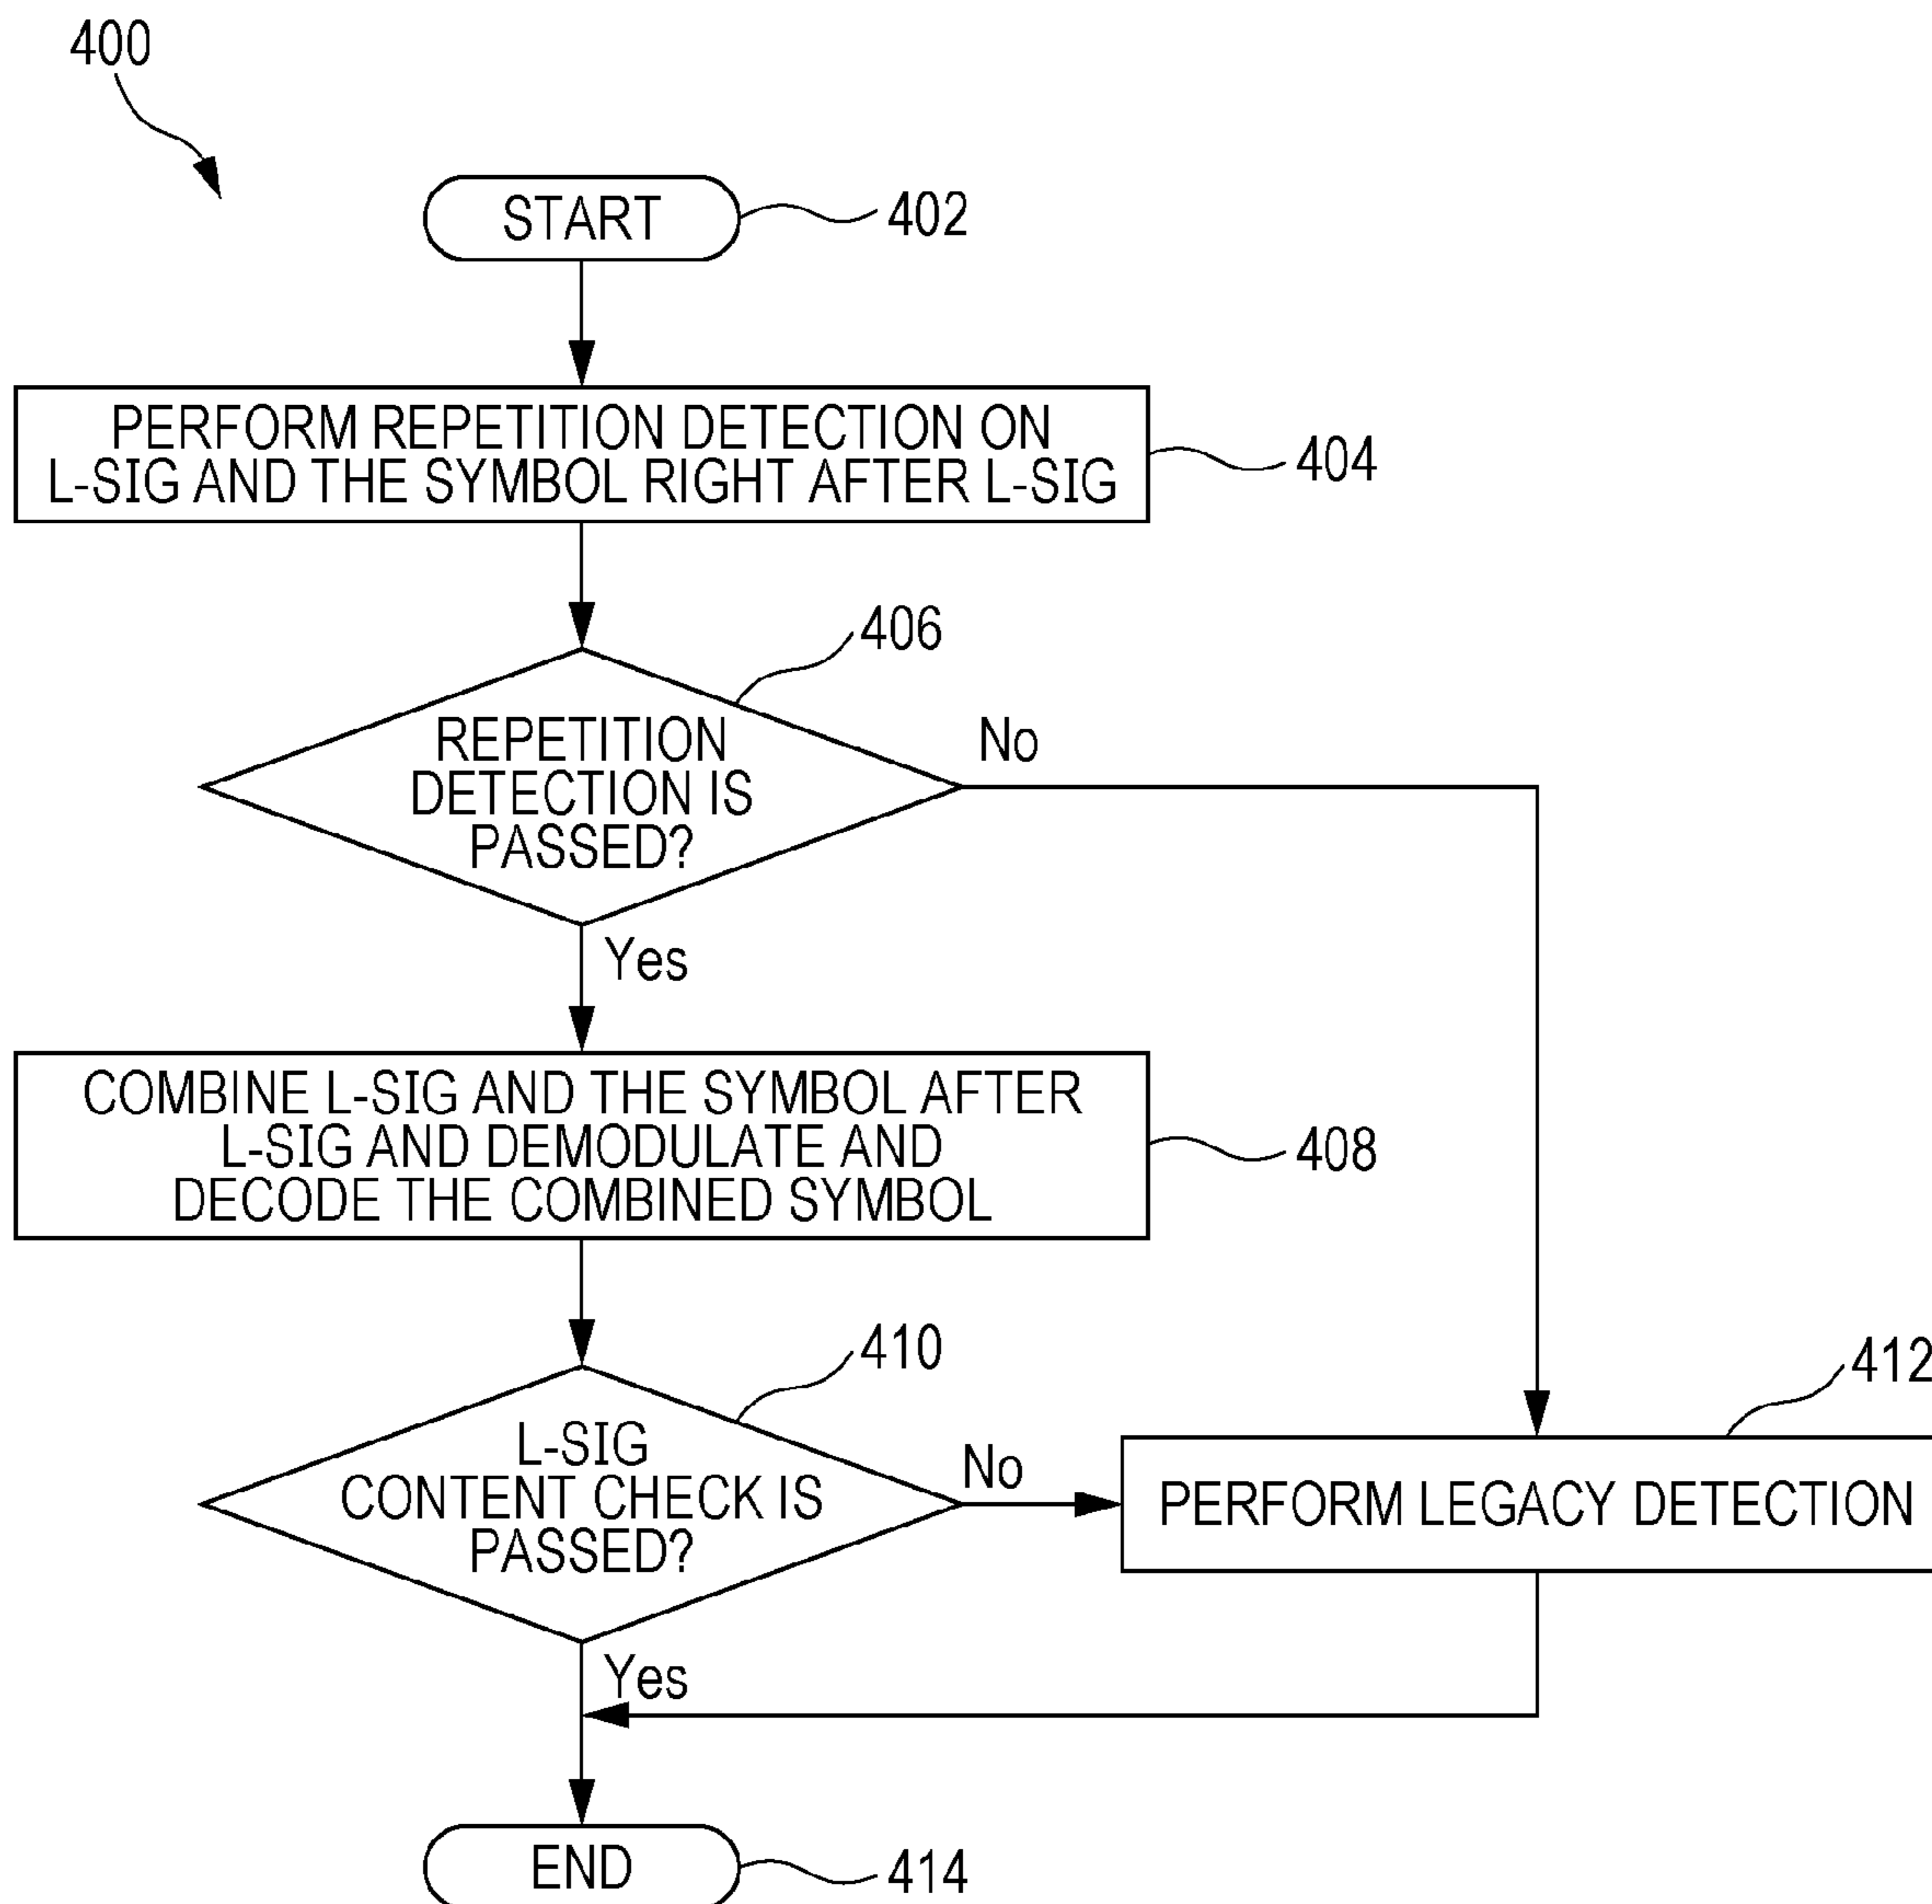 400
START
402
PERFORM REPETITION DETECTION ON
L-SIG AND THE SYMBOL RIGHT AFTER L-SIG
404
406
REPETITION
DETECTION IS
PASSED?
No
Yes
COMBINE L-SIG AND THE SYMBOL AFTER
L-SIG AND DEMODULATE AND
DECODE THE COMBINED SYMBOL
408
410
L-SIG
CONTENT CHECK IS
PASSED?
No
412
PERFORM LEGACY DETECTION
Yes
END
414